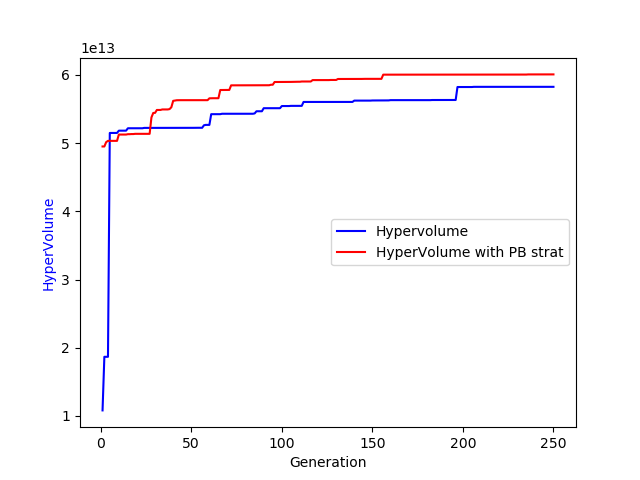 1e13
6
5
4
3
2
1
HyperVolume
Hypervolume
HyperVolume with PB strat
0 50 100 150 200 250
Generation